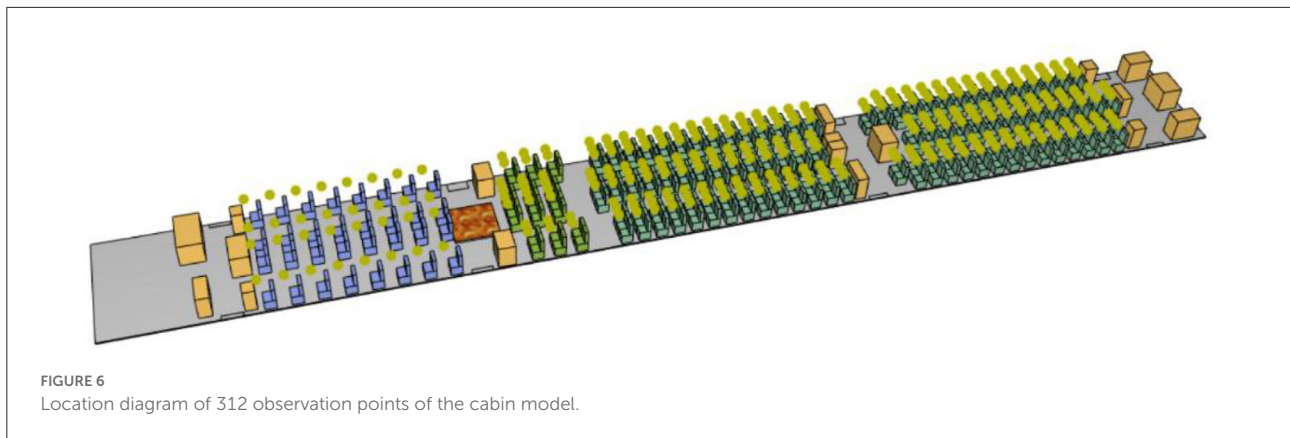 FIGURE 6
Location diagram of 312 observation points of the cabin model.